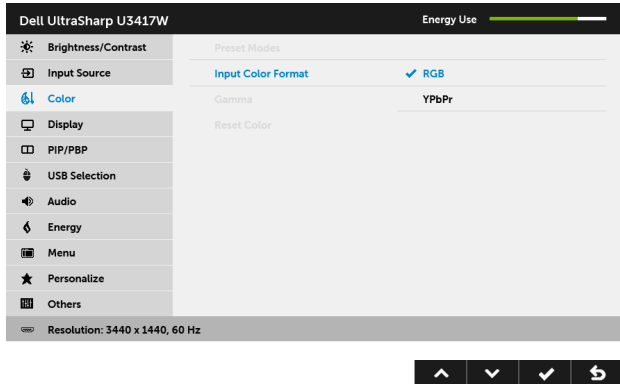 Dell UltraSharp U3417W
Energy Use
Brightness/Contrast
Input Source
Color
Display
PIP/PBP
USB Selection
Audio
Energy
Menu
Personalize
Others
Preset Modes
Input Color Format
Gamma
Reset Color
RGB
YPbPr
Resolution: 3440 x 1440, 60 Hz